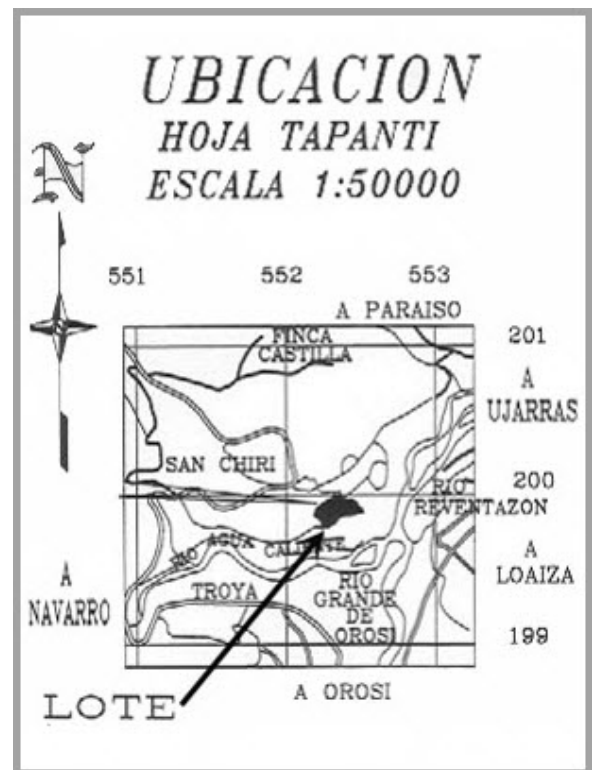 UBICACION
HOJA TAPANTI
ESCALA 1:50000
N
551 552 553
A PARAISO
FINCA
CASTILLA
201
A
UJARRAS
SAN CHIRI
200
RIO
REVENTAZON
RIO AGUA CALIENTE
A
LOAIZA
A
NAVARRO
TROYA
RIO
GRANDE
DE
OROSI
199
A OROSI
LOTE